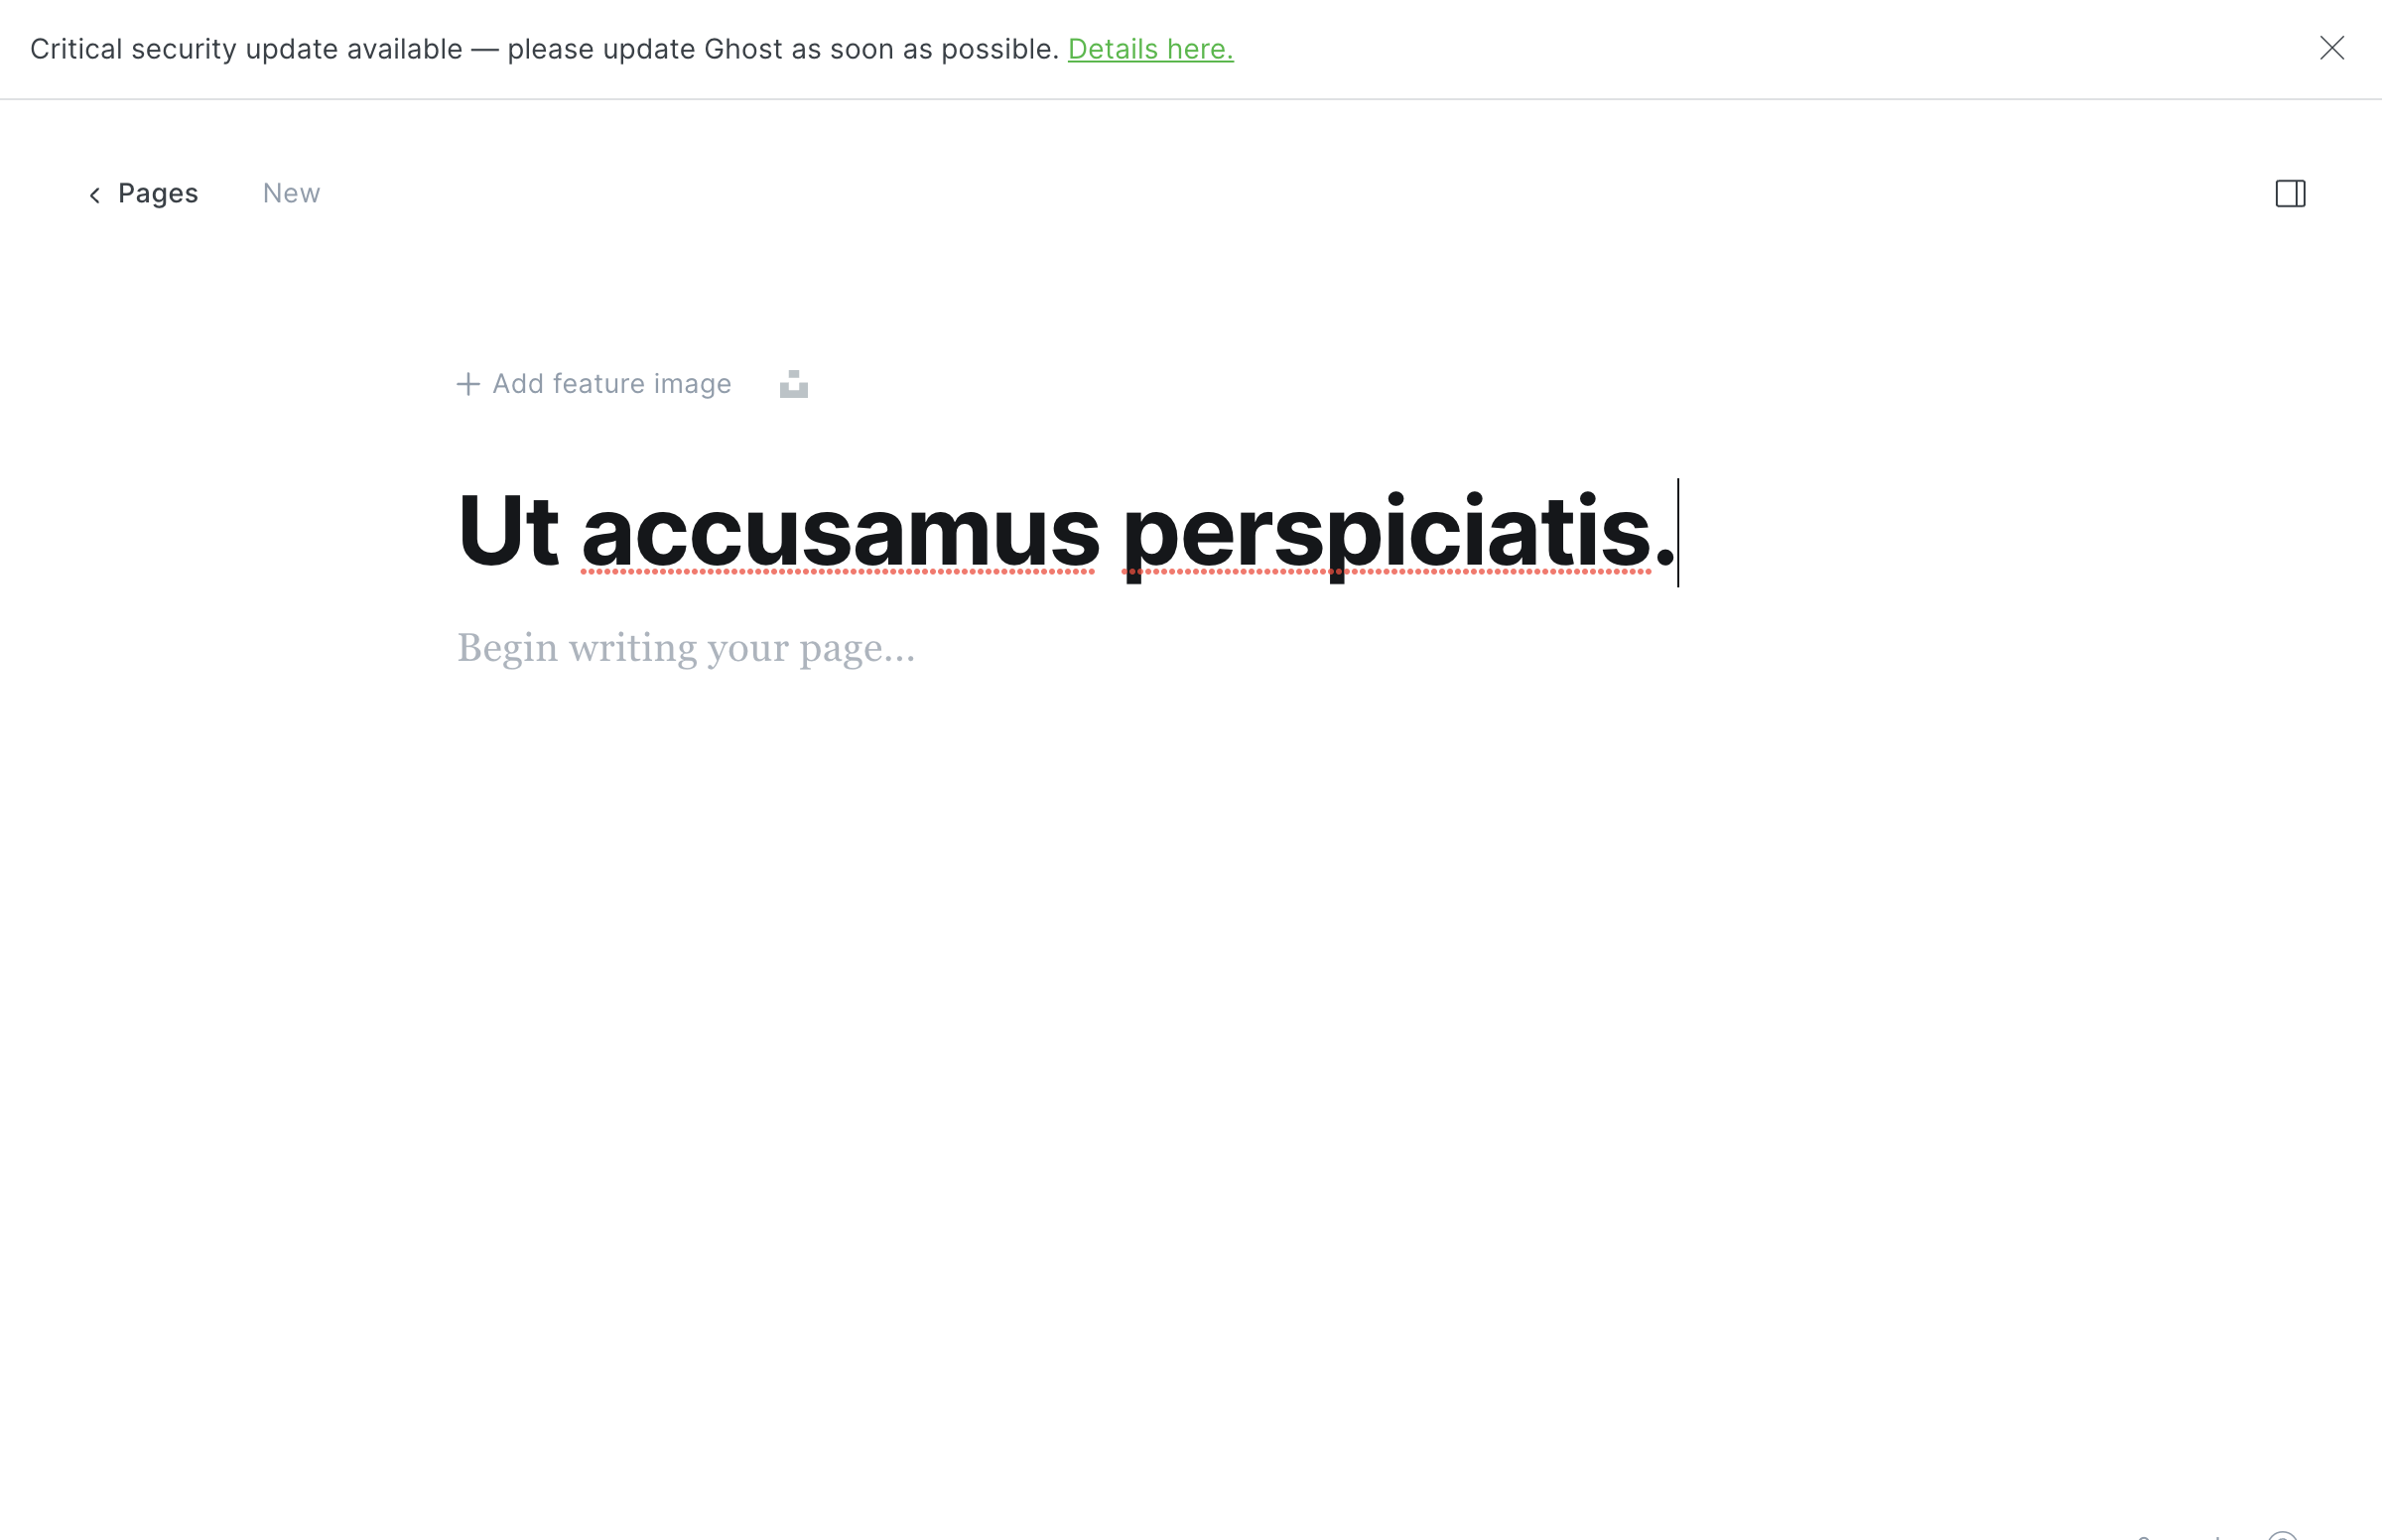 Critical security update available — please update Ghost as soon as possible. Details here.
Pages New
Add feature image
Ut accusamus perspiciatis.
Begin writing your page...